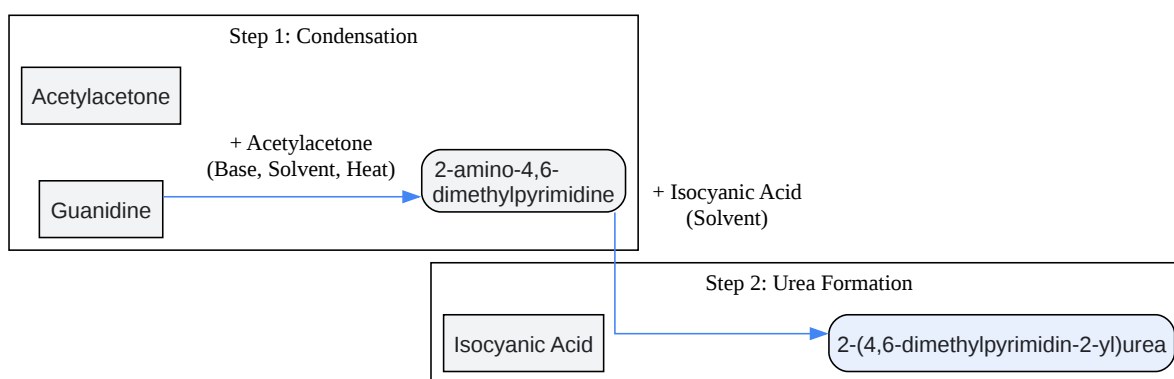 Step 1: Condensation
Acetylacetone
+ Acetylacetone
(Base, Solvent, Heat)
Guanidine
2-amino-4,6-
dimethylpyrimidine
+ Isocyanic Acid
(Solvent)
Step 2: Urea Formation
Isocyanic Acid
2-(4,6-dimethylpyrimidin-2-yl)urea